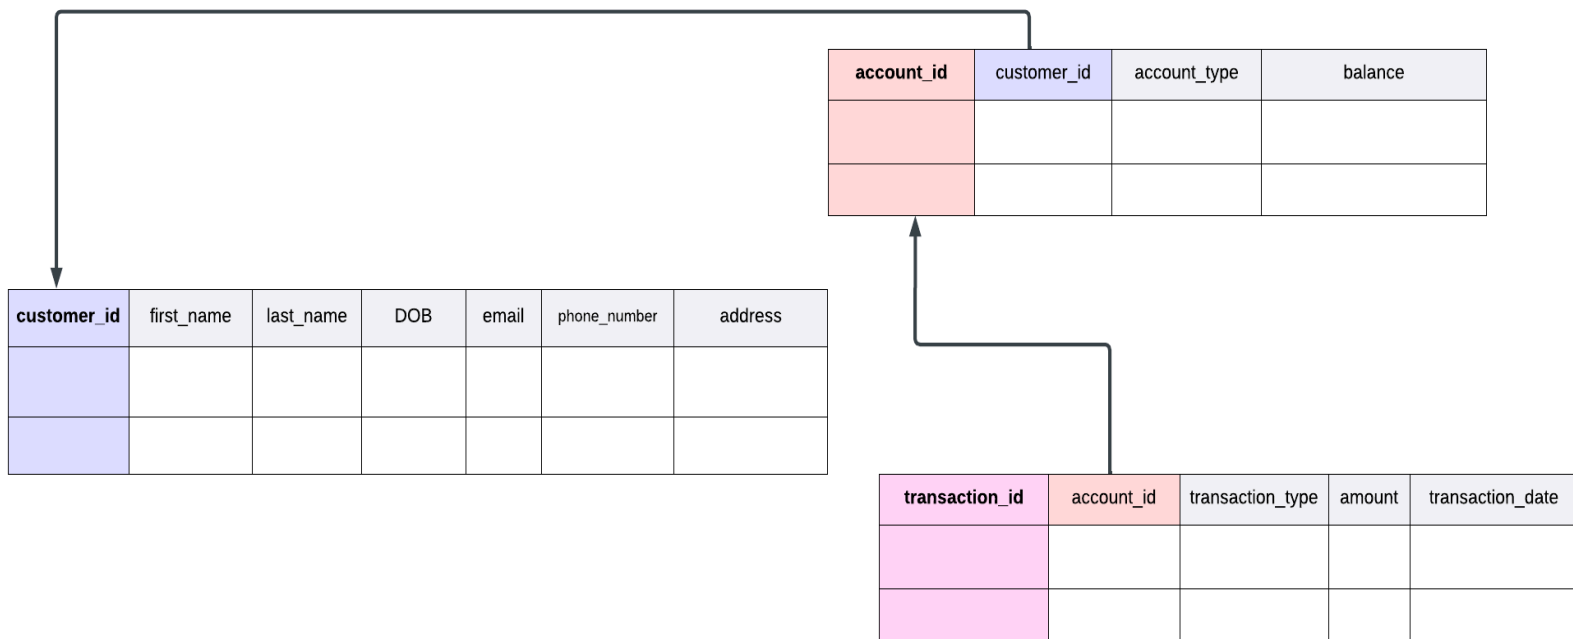 account_id customer_id account_type balance
customer_id first_name last_name DOB email phone_number address
transaction_id account_id transaction_type amount transaction_date